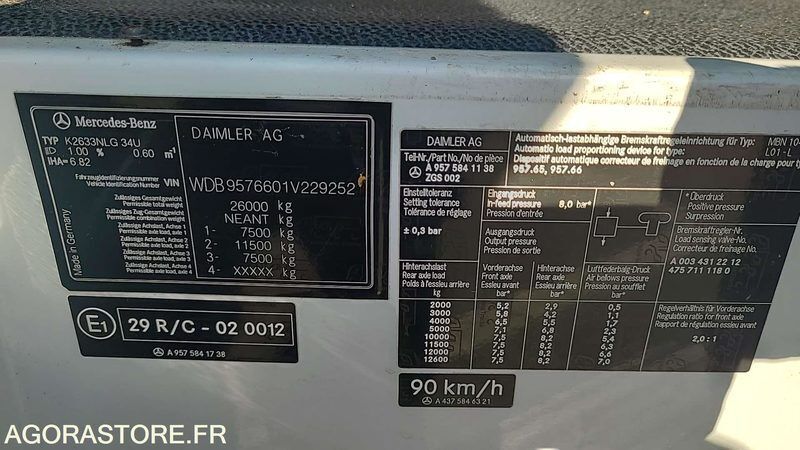 Mercedes-Benz
TYP K2633NLG 34U
1.00 % 0.60 m⁻¹
IHA=6.82
DAIMLER AG
Fahrzeugidentifizierungsnummer
Vehicle Identification Number VIN
WDB9576601V229252
Zulässiges Gesamtgewicht
Permissible total weight
26000 kg
Zulässiges Zug-Gesamtgewicht
Permissible combination weight
NEANT kg
Zulässige Achslast, Achse 1
Permissible axle load, axle 1
1- 7500 kg
Zulässige Achslast, Achse 2
Permissible axle load, axle 2
2- 11500 kg
Zulässige Achslast, Achse 3
Permissible axle load, axle 3
3- 7500 kg
Zulässige Achslast, Achse 4
Permissible axle load, axle 4
4- XXXXX kg
Made in Germany
E1 29 R/C - 02 0012
A 957 584 17 38
DAIMLER AG
Teil-Nr./Part-No./No de pièce
A 957 584 11 38
ZGS 002
Automatisch-lastabhängige Bremskraftregeleinrichtung für Typ:
Automatic load proportioning device for type:
Dispositif automatique correcteur de freinage en fonction de la charge pour type
957.65, 957.66
MBN 104
L01-L
Einstelltoleranz
Setting tolerance
Tolérance de réglage
± 0,3 bar
Eingangsdruck
In-feed pressure 8,0 bar*
Pression d'entrée
Ausgangsdruck
Output pressure
Pression de sortie
* Überdruck
Positive pressure
Surpression
Bremskraftregler-Nr.
Load sensing valve-No.
Correcteur de freinage No.
A 003 431 22 12
475 711 118 0
Hinterachslast
Rear axle load
Poids à l'essieu arrière
kg
Vorderachse
Front axle
Essieu avant
bar*
Hinterachse
Rear axle
Essieu arrière
bar*
Luftfederbalg-Druck
Air bellows pressure
Pression au soufflet
bar*
2000 5,2 2,9 0,5
3000 5,8 4,2 1,1
4000 6,5 5,5 1,7
5000 7,1 6,8 2,3
10000 7,5 8,2 5,4
11500 7,5 8,2 6,3
12000 7,5 8,2 6,6
12600 7,5 8,2 7,0
Regelverhältnis für Vorderachse
Regulation ratio for front axle
Rapport de régulation essieu avant
2,0 : 1
90 km/h
A 437 584 63 21
AGORASTORE.FR